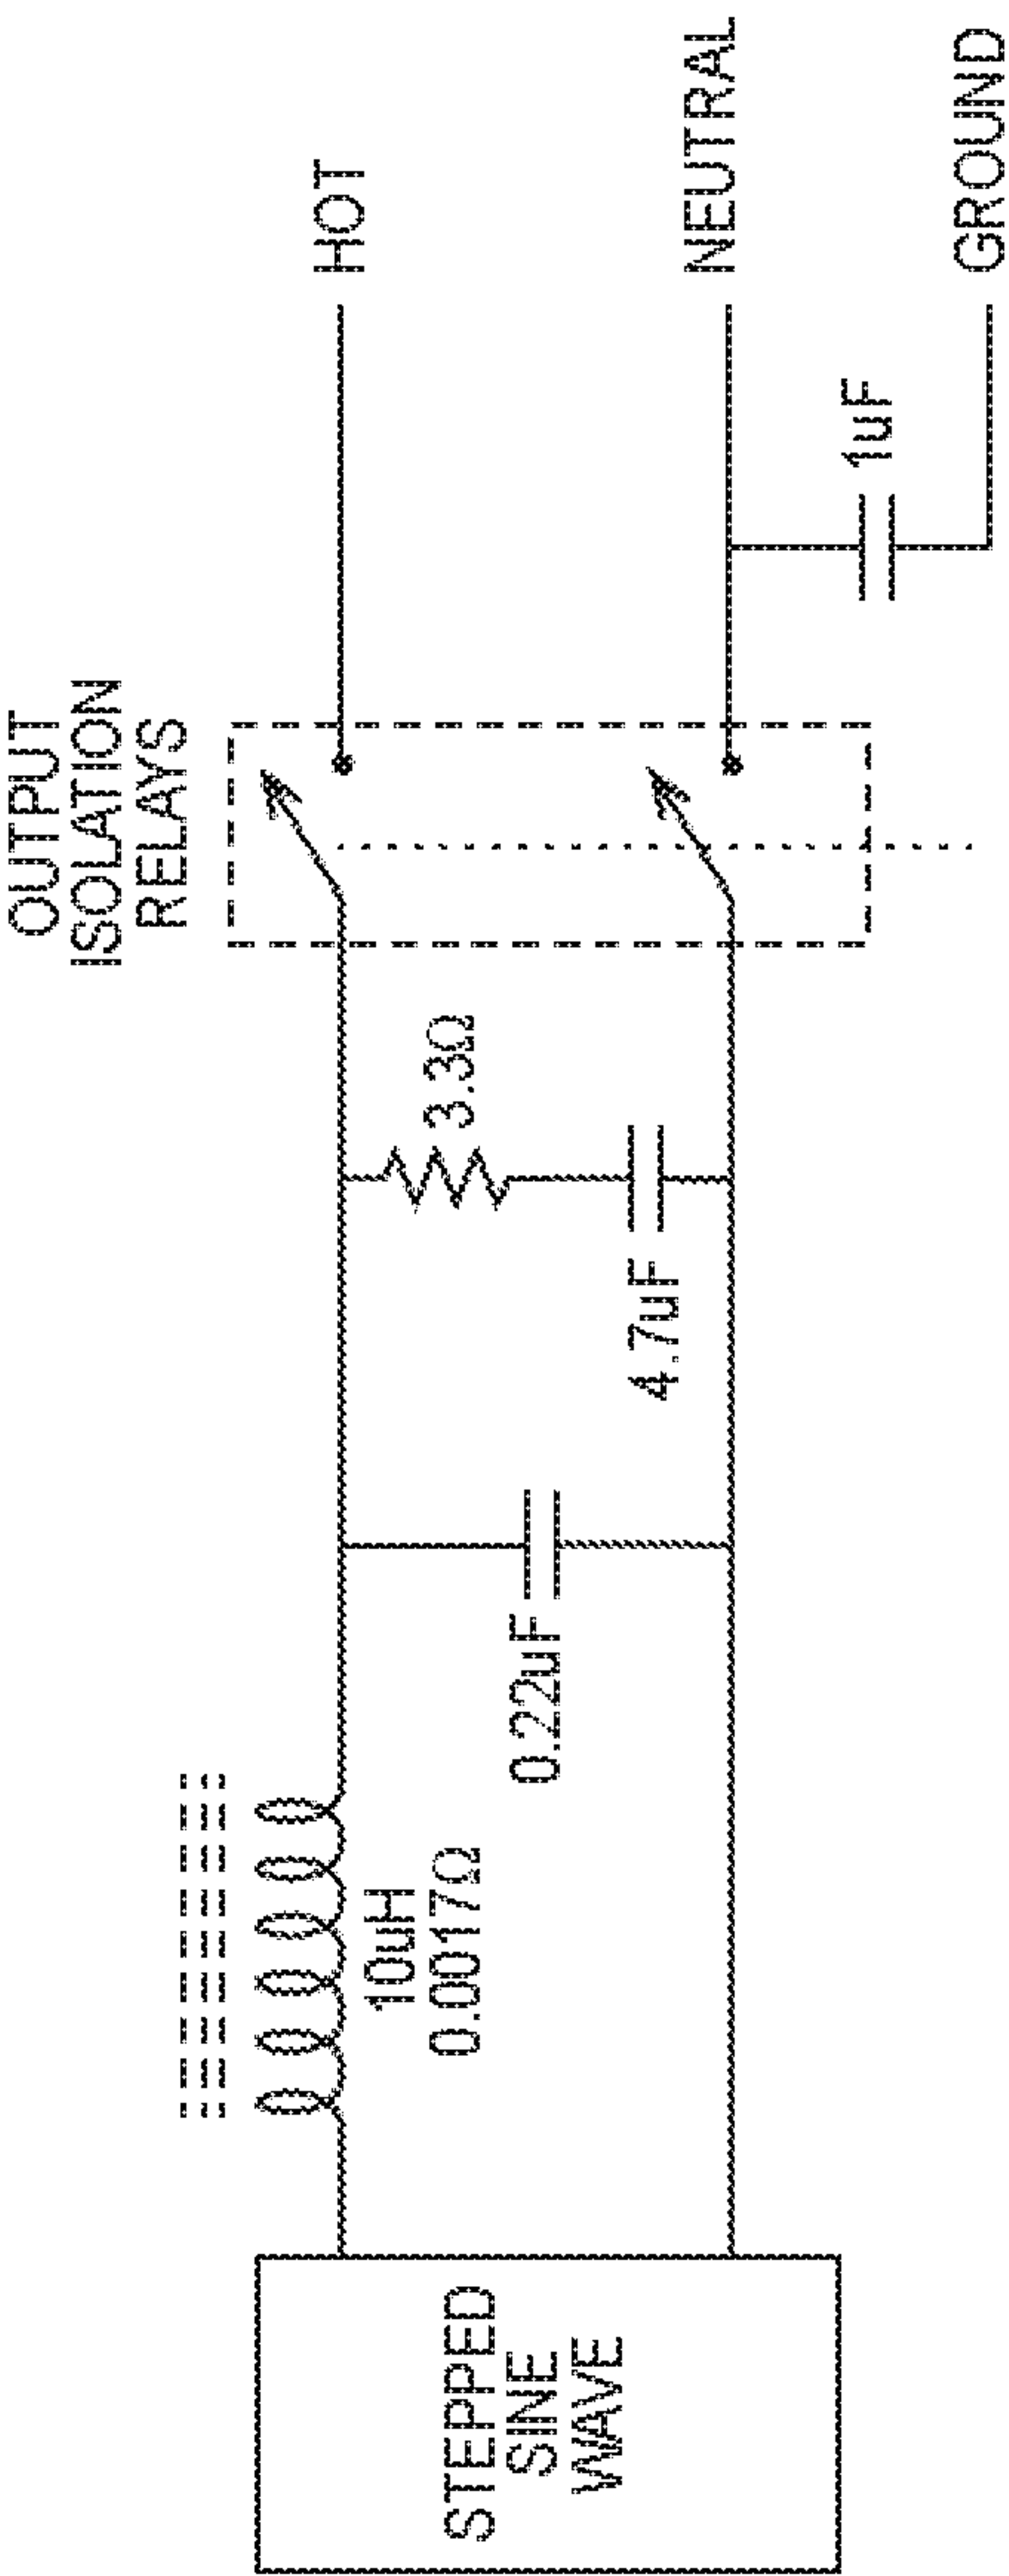 STEPPED
SINE
WAVE
10uH
0.0017Ω
0.22uF
4.7uF
3.3Ω
OUTPUT
ISOLATION
RELAYS
1uF
HOT
NEUTRAL
GROUND